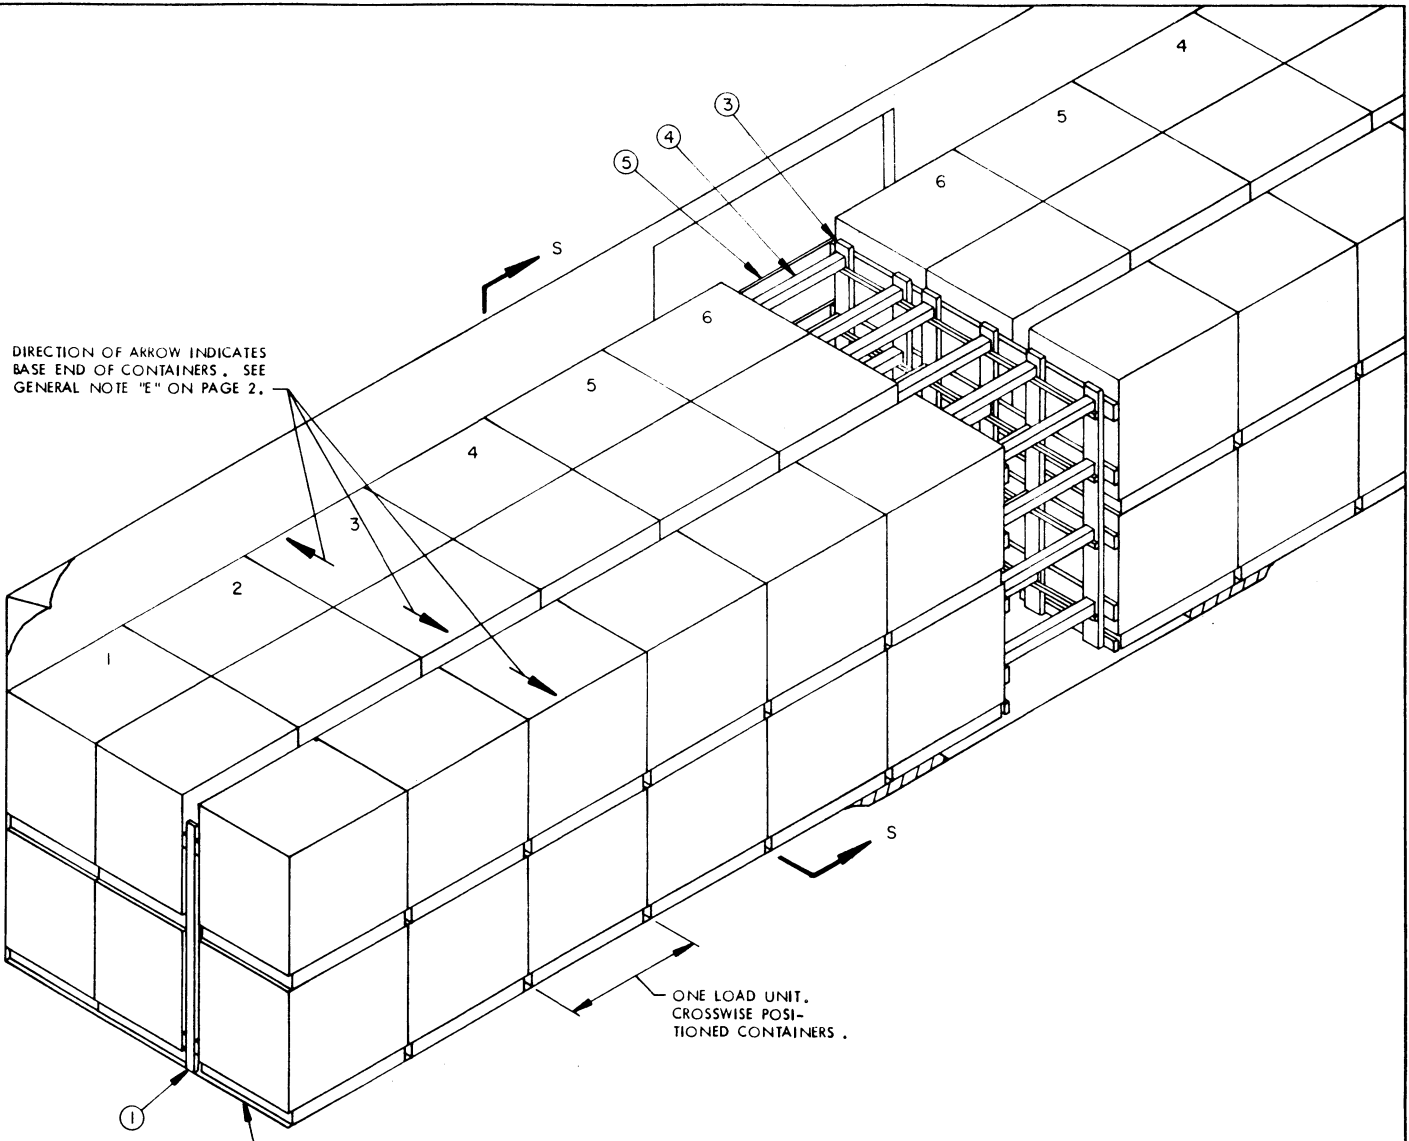 4
3
5
4
5
6
S
6
DIRECTION OF ARROW INDICATES
BASE END OF CONTAINERS. SEE
GENERAL NOTE "E" ON PAGE 2.
5
4
3
2
1
S
ONE LOAD UNIT.
CROSSWISE POSI-
TIONED CONTAINERS.
1